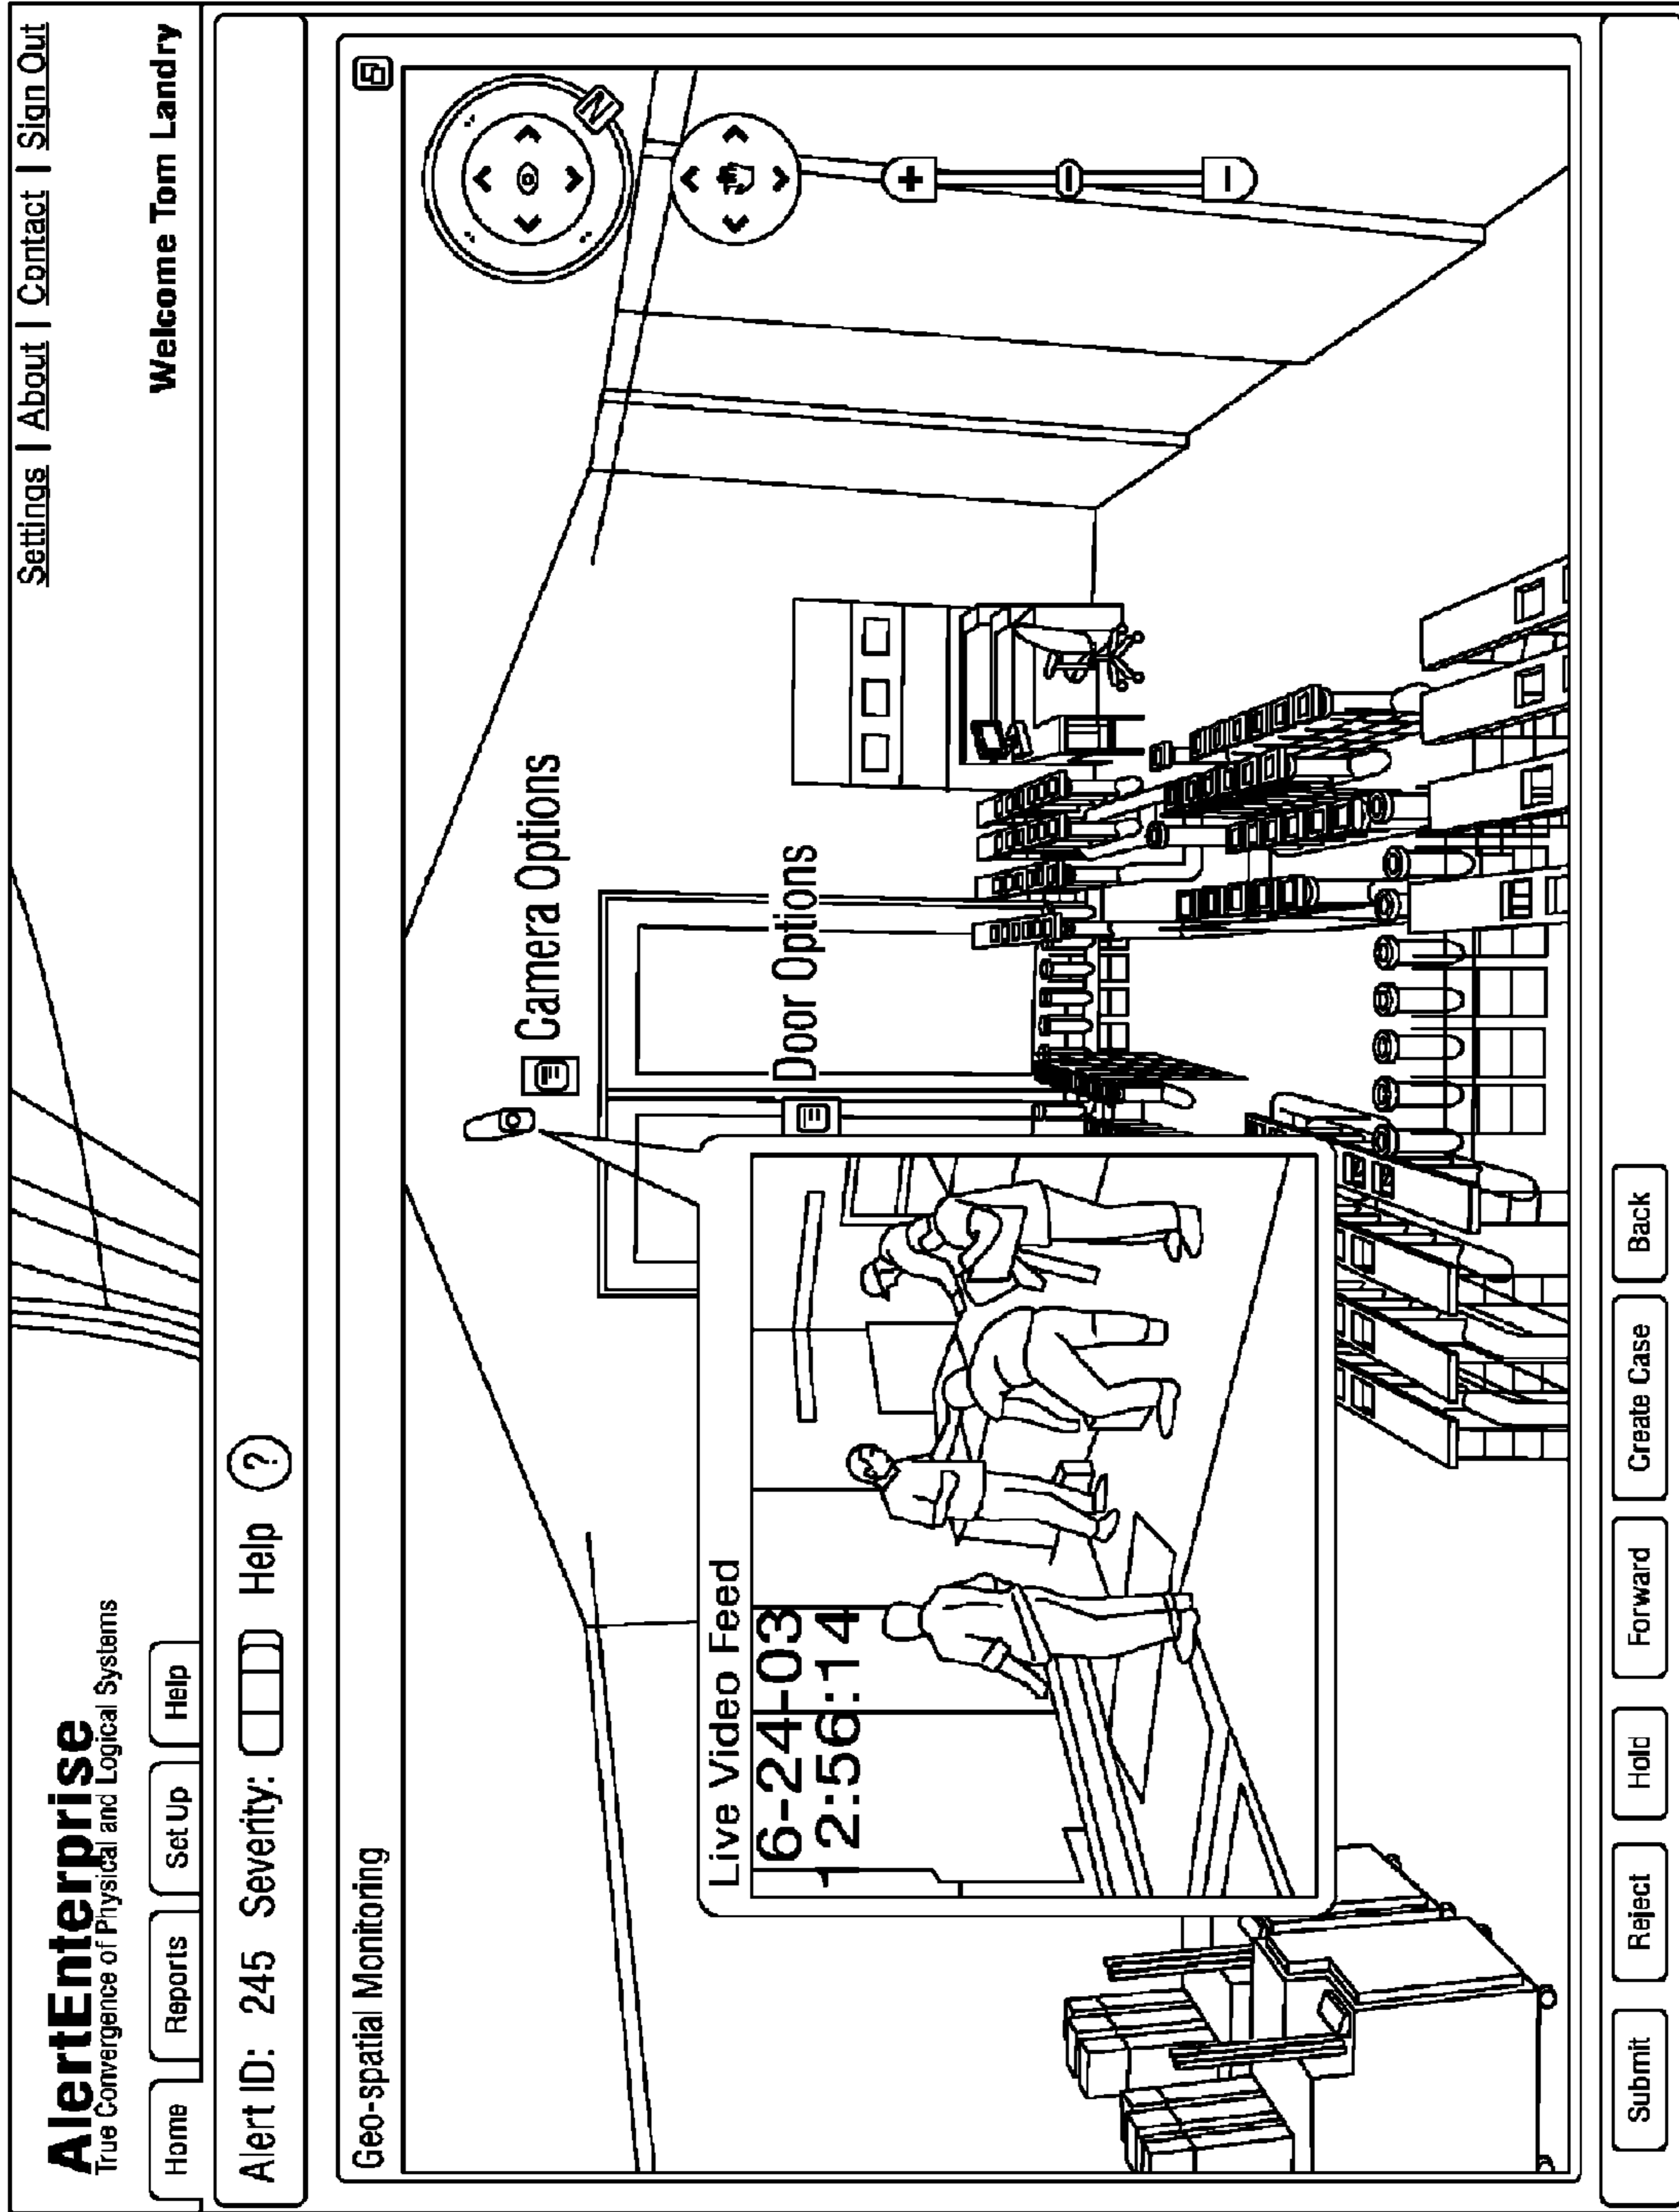 Settings | About | Contact | Sign Out
AlertEnterprise
True Convergence of Physical and Logical Systems
Welcome Tom Landry
Home
Reports
Set Up
Help
Alert ID: 245 Severity: Help ?
Geo-spatial Monitoring
N
Camera Options
Door Options
Live Video Feed
6-24-03
12:56:14
+
−
−
Submit
Reject
Hold
Forward
Create Case
Back